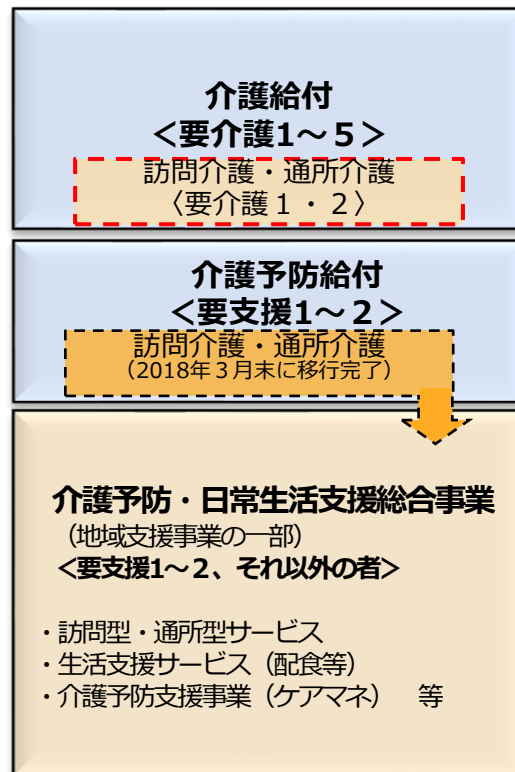 介護給付
＜要介護1～５＞
訪問介護・通所介護
〈要介護１・２〉
介護予防給付
＜要支援1～２＞
訪問介護・通所介護
（2018年３月末に移行完了）
介護予防・日常生活支援総合事業
（地域支援事業の一部）
＜要支援1～２、それ以外の者＞
・訪問型・通所型サービス
・生活支援サービス（配食等）
・介護予防支援事業（ケアマネ）　等